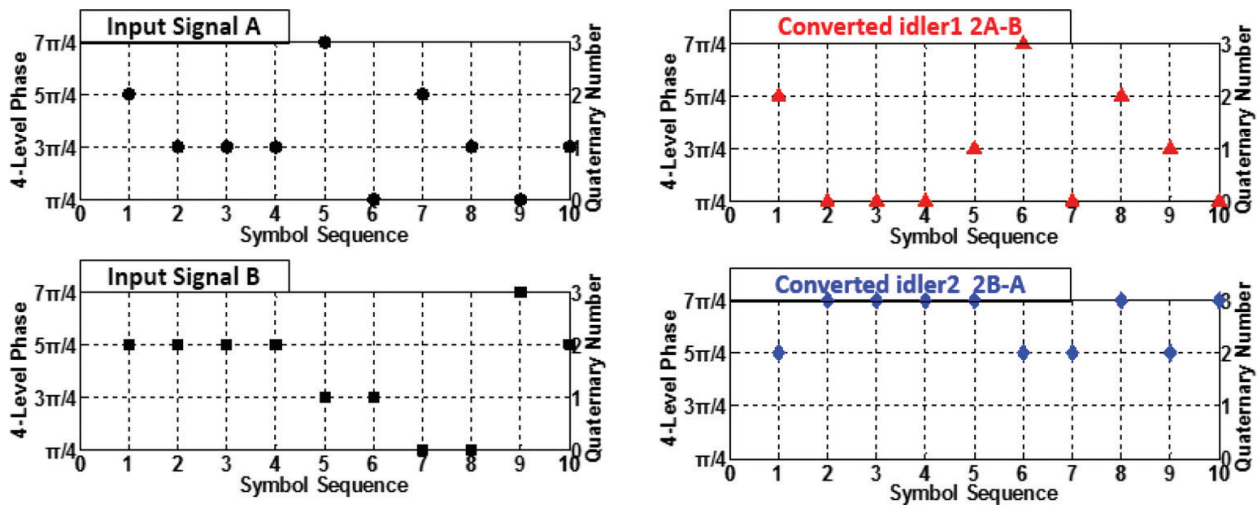 Input Signal A
4-Level Phase
7π/4
5π/4
3π/4
π/4
3
2
1
0
Quaternary Number
0 1 2 3 4 5 6 7 8 9 10
Symbol Sequence
Converted idler1 2A-B
4-Level Phase
7π/4
5π/4
3π/4
π/4
3
2
1
0
Quaternary Number
0 1 2 3 4 5 6 7 8 9 10
Symbol Sequence
Input Signal B
4-Level Phase
7π/4
5π/4
3π/4
π/4
3
2
1
0
Quaternary Number
0 1 2 3 4 5 6 7 8 9 10
Symbol Sequence
Converted idler2 2B-A
4-Level Phase
7π/4
5π/4
3π/4
π/4
3
2
1
0
Quaternary Number
0 1 2 3 4 5 6 7 8 9 10
Symbol Sequence